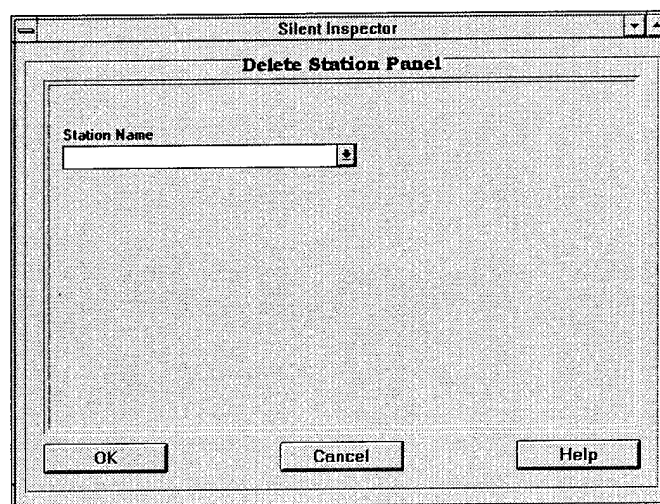 Silent Inspector
Delete Station Panel
Station Name
OK
Cancel
Help